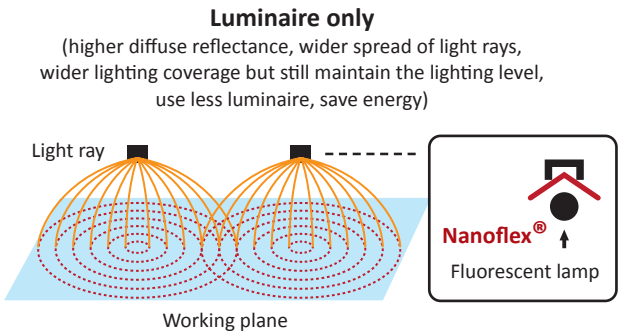 Luminaire only
(higher diffuse reflectance, wider spread of light rays,
wider lighting coverage but still maintain the lighting level,
use less luminaire, save energy)
Light ray
Nanoflex®
Fluorescent lamp
Working plane